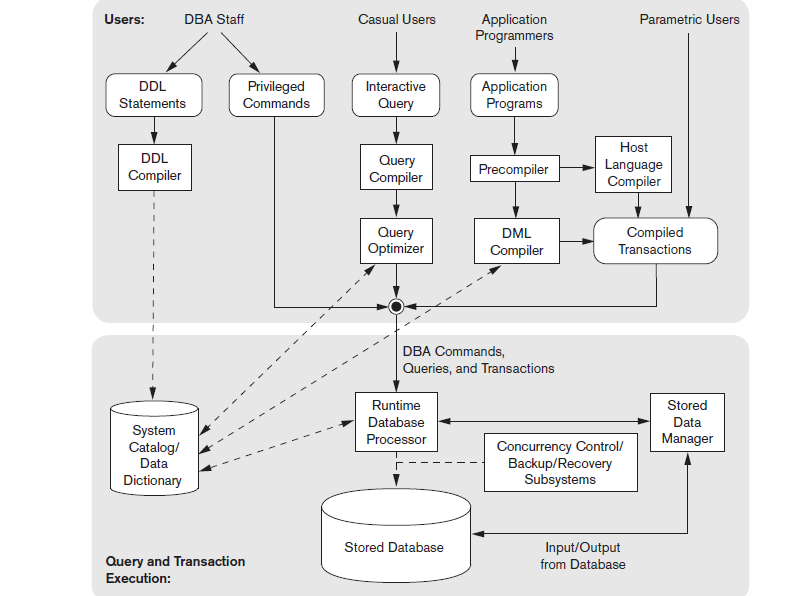 Users:
DBA Staff
Casual Users
Application
Programmers
Parametric Users
DDL
Statements
Privileged
Commands
Interactive
Query
Application
Programs
DDL
Compiler
Query
Compiler
Precompiler
Host
Language
Compiler
Query
Optimizer
DML
Compiler
Compiled
Transactions
DBA Commands,
Queries, and Transactions
System
Catalog/
Data
Dictionary
Runtime
Database
Processor
Stored
Data
Manager
Concurrency Control/
Backup/Recovery
Subsystems
Stored Database
Input/Output
from Database
Query and Transaction
Execution: